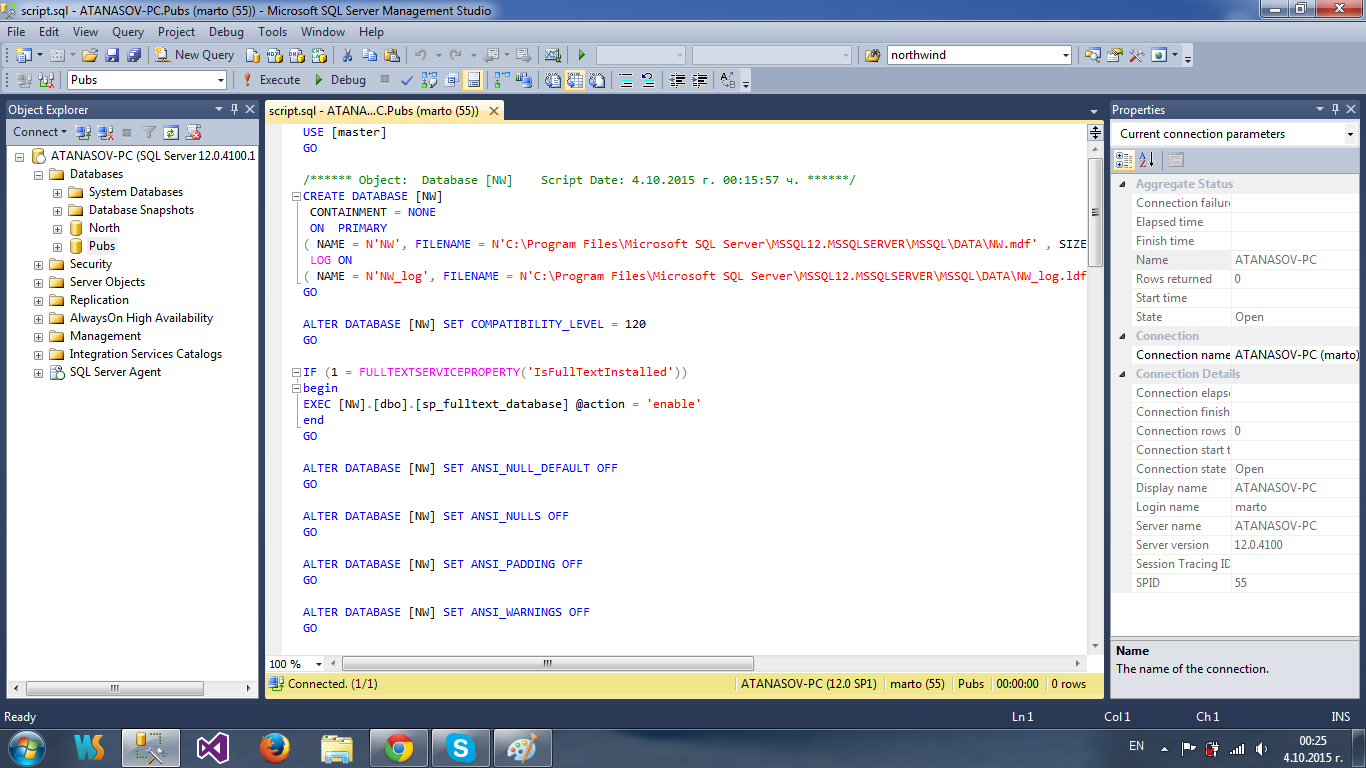 script.sql - ATANASOV-PC.Pubs (marto (55)) - Microsoft SQL Server Management Studio
File Edit View Query Project Debug Tools Window Help
New Query
northwind
Pubs
Execute
Debug
Object Explorer
Connect
ATANASOV-PC (SQL Server 12.0.4100.1
Databases
System Databases
Database Snapshots
North
Pubs
Security
Server Objects
Replication
AlwaysOn High Availability
Management
Integration Services Catalogs
SQL Server Agent
script.sql - ATANA...C.Pubs (marto (55))
USE [master]
GO
/****** Object:  Database [NW]    Script Date: 4.10.2015 г. 00:15:57 ч. ******/
CREATE DATABASE [NW]
CONTAINMENT = NONE
ON  PRIMARY
( NAME = N'NW', FILENAME = N'C:\Program Files\Microsoft SQL Server\MSSQL12.MSSQLSERVER\MSSQL\DATA\NW.mdf' , SIZE
LOG ON
( NAME = N'NW_log', FILENAME = N'C:\Program Files\Microsoft SQL Server\MSSQL12.MSSQLSERVER\MSSQL\DATA\NW_log.ldf
GO
ALTER DATABASE [NW] SET COMPATIBILITY_LEVEL = 120
GO
IF (1 = FULLTEXTSERVICEPROPERTY('IsFullTextInstalled'))
begin
EXEC [NW].[dbo].[sp_fulltext_database] @action = 'enable'
end
GO
ALTER DATABASE [NW] SET ANSI_NULL_DEFAULT OFF
GO
ALTER DATABASE [NW] SET ANSI_NULLS OFF
GO
ALTER DATABASE [NW] SET ANSI_PADDING OFF
GO
ALTER DATABASE [NW] SET ANSI_WARNINGS OFF
GO
100 %
Connected. (1/1)
ATANASOV-PC (12.0 SP1)
marto (55)
Pubs
00:00:00
0 rows
Properties
Current connection parameters
Aggregate Status
Connection failure
Elapsed time
Finish time
Name ATANASOV-PC
Rows returned 0
Start time
State Open
Connection
Connection name ATANASOV-PC (marto)
Connection Details
Connection elapse
Connection finish
Connection rows 0
Connection start t
Connection state Open
Display name ATANASOV-PC
Login name marto
Server name ATANASOV-PC
Server version 12.0.4100
Session Tracing ID
SPID 55
Name
The name of the connection.
Ready
Ln 1
Col 1
Ch 1
INS
EN
00:25
4.10.2015 г.